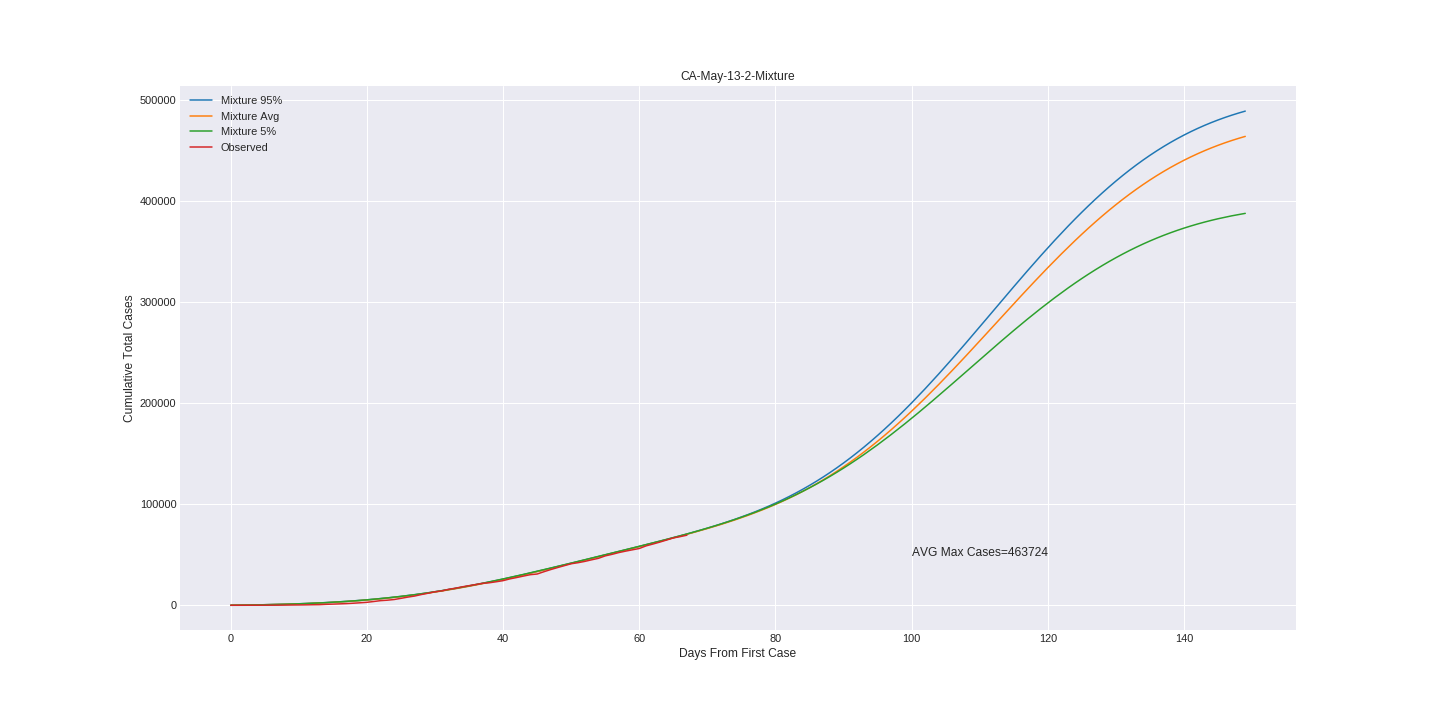 CA-May-13-2-Mixture
500000
400000
300000
200000
100000
0
Cumulative Total Cases
Mixture 95%
Mixture Avg
Mixture 5%
Observed
AVG Max Cases=463724
0 20 40 60 80 100 120 140
Days From First Case